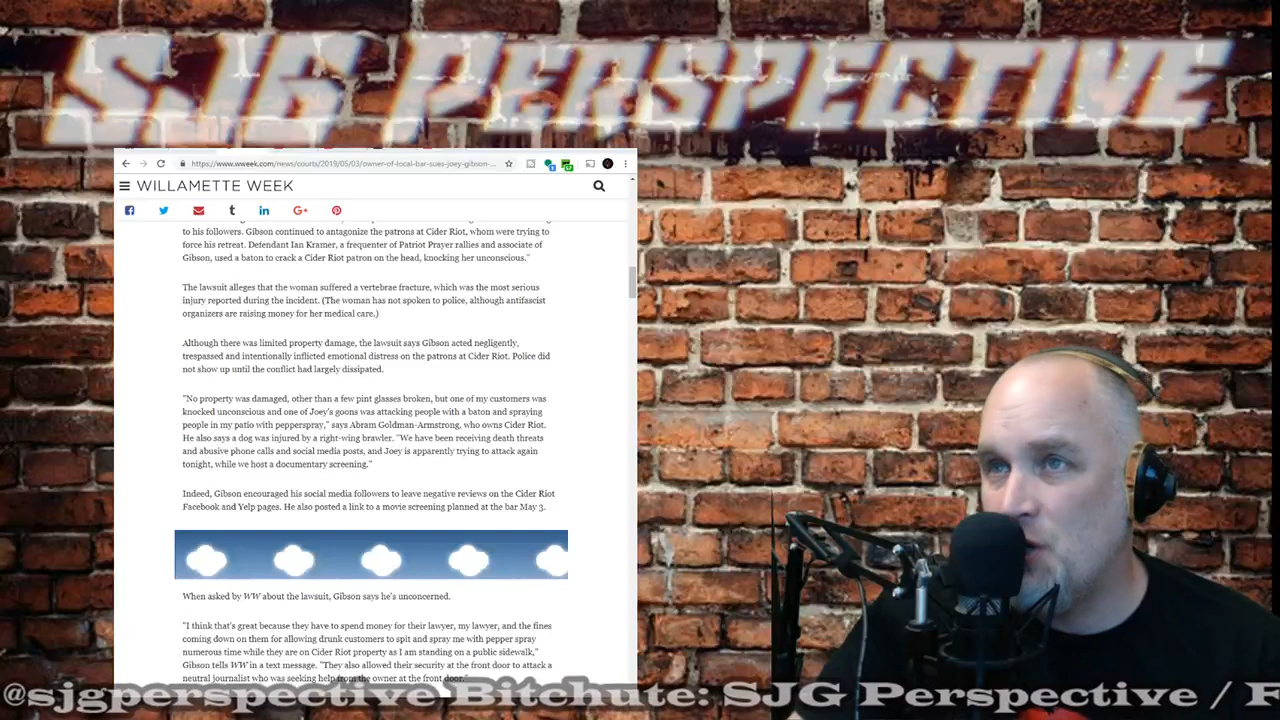 SJG PERSPECTIVE
https://www.wweek.com/news/courts/2019/05/03/owner-of-local-bar-sues-joey-gibson-...
WILLAMETTE WEEK
to his followers. Gibson continued to antagonize the patrons at Cider Riot, whom were trying to
force his retreat. Defendant Ian Kramer, a frequenter of Patriot Prayer rallies and associate of
Gibson, used a baton to crack a Cider Riot patron on the head, knocking her unconscious."
The lawsuit alleges that the woman suffered a vertebrae fracture, which was the most serious
injury reported during the incident. (The woman has not spoken to police, although antifascist
organizers are raising money for her medical care.)
Although there was limited property damage, the lawsuit says Gibson acted negligently,
trespassed and intentionally inflicted emotional distress on the patrons at Cider Riot. Police did
not show up until the conflict had largely dissipated.
"No property was damaged, other than a few pint glasses broken, but one of my customers was
knocked unconscious and one of Joey's goons was attacking people with a baton and spraying
people in my patio with pepperspray," says Abram Goldman-Armstrong, who owns Cider Riot.
He also says a dog was injured by a right-wing brawler. "We have been receiving death threats
and abusive phone calls and social media posts, and Joey is apparently trying to attack again
tonight, while we host a documentary screening."
Indeed, Gibson encouraged his social media followers to leave negative reviews on the Cider Riot
Facebook and Yelp pages. He also posted a link to a movie screening planned at the bar May 3.
When asked by WW about the lawsuit, Gibson says he's unconcerned.
"I think that's great because they have to spend money for their lawyer, my lawyer, and the fines
coming down on them for allowing drunk customers to spit and spray me with pepper spray
numerous time while they are on Cider Riot property as I am standing on a public sidewalk,"
Gibson tells WW in a text message. "They also allowed their security at the front door to attack a
neutral journalist who was seeking help from the owner at the front door."
@sjgperspective Bitchute: SJG Perspective / F